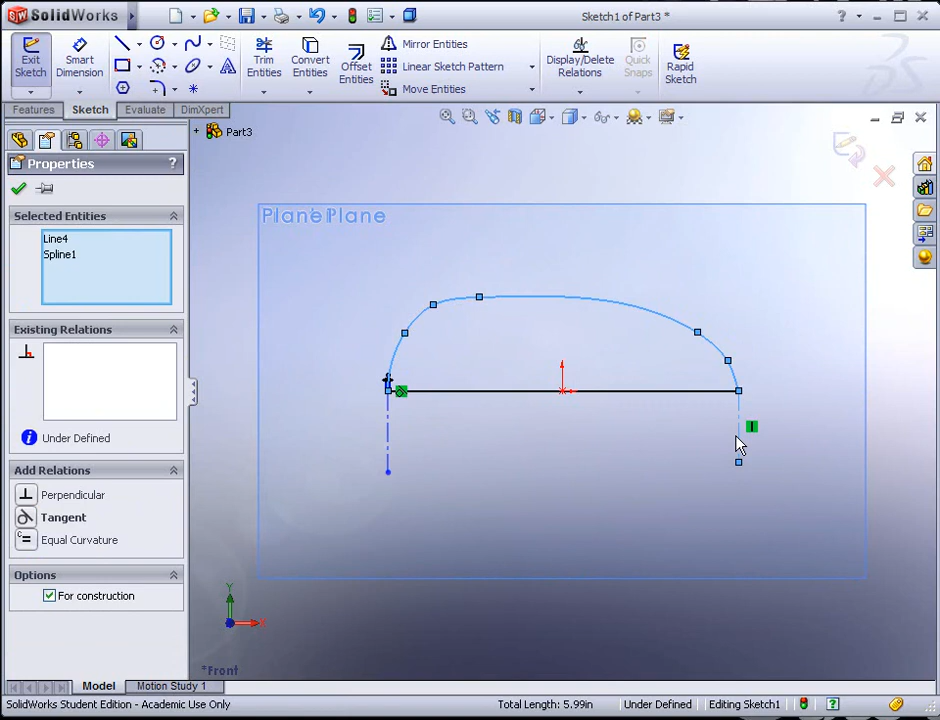 SolidWorks
Sketch1 of Part3 *
?
Exit Sketch
Smart Dimension
Trim Entities
Convert Entities
Offset Entities
Mirror Entities
Linear Sketch Pattern
Move Entities
Display/Delete Relations
Quick Snaps
Rapid Sketch
Features Sketch Evaluate DimXpert
Part3
Properties ?
Selected Entities
Line4
Spline1
Existing Relations
Under Defined
Add Relations
Perpendicular
Tangent
Equal Curvature
Options
For construction
Plane
Plane
Y
X
*Front
Model Motion Study 1
SolidWorks Student Edition - Academic Use Only
Total Length: 5.99in
Under Defined
Editing Sketch1
?